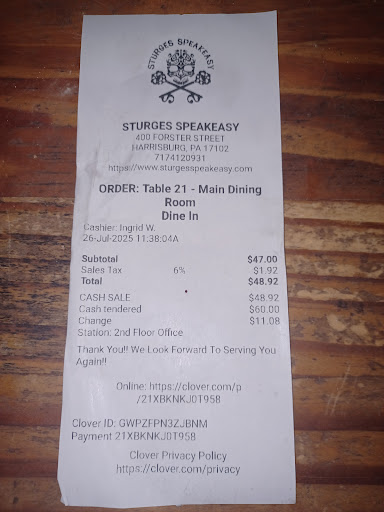 STURGES SPEAKEASY
STURGES SPEAKEASY
400 FORSTER STREET
HARRISBURG, PA 17102
7174120931
https://www.sturgesspeakeasy.com
ORDER: Table 21 - Main Dining
Room
Dine In
Cashier: Ingrid W.
26-Jul-2025 11:38:04A
Subtotal $47.00
Sales Tax 6% $1.92
Total $48.92
CASH SALE $48.92
Cash tendered $60.00
Change $11.08
Station: 2nd Floor Office
Thank You!! We Look Forward To Serving You
Again!!
Online: https://clover.com/p
/21XBKNKJ0T958
Clover ID: GWPZFPN3ZJBNM
Payment 21XBKNKJ0T958
Clover Privacy Policy
https://clover.com/privacy